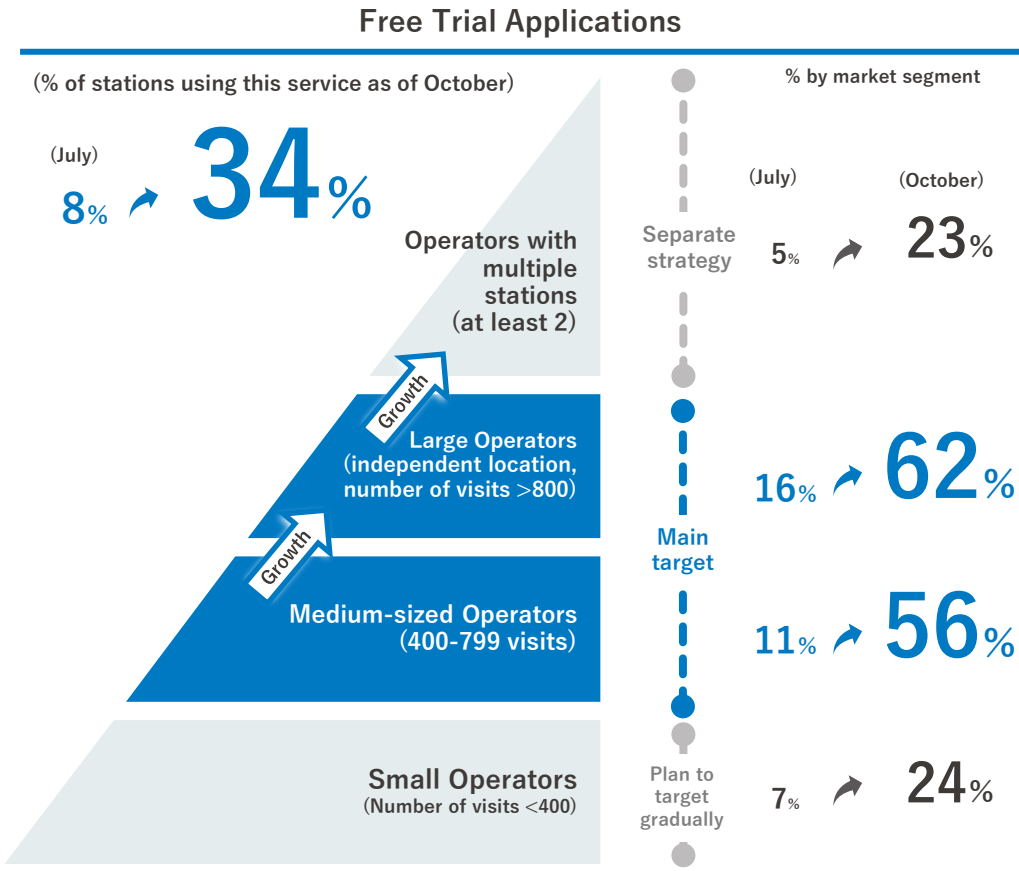 Free Trial Applications
(% of stations using this service as of October)
% by market segment
(July)
8%
34%
(July)
(October)
Operators with
multiple
stations
(at least 2)
Separate
strategy
5%
23%
Growth
Large Operators
(independent location,
number of visits >800)
16%
62%
Main
target
Growth
Medium-sized Operators
(400-799 visits)
11%
56%
Small Operators
(Number of visits <400)
Plan to
target
gradually
7%
24%